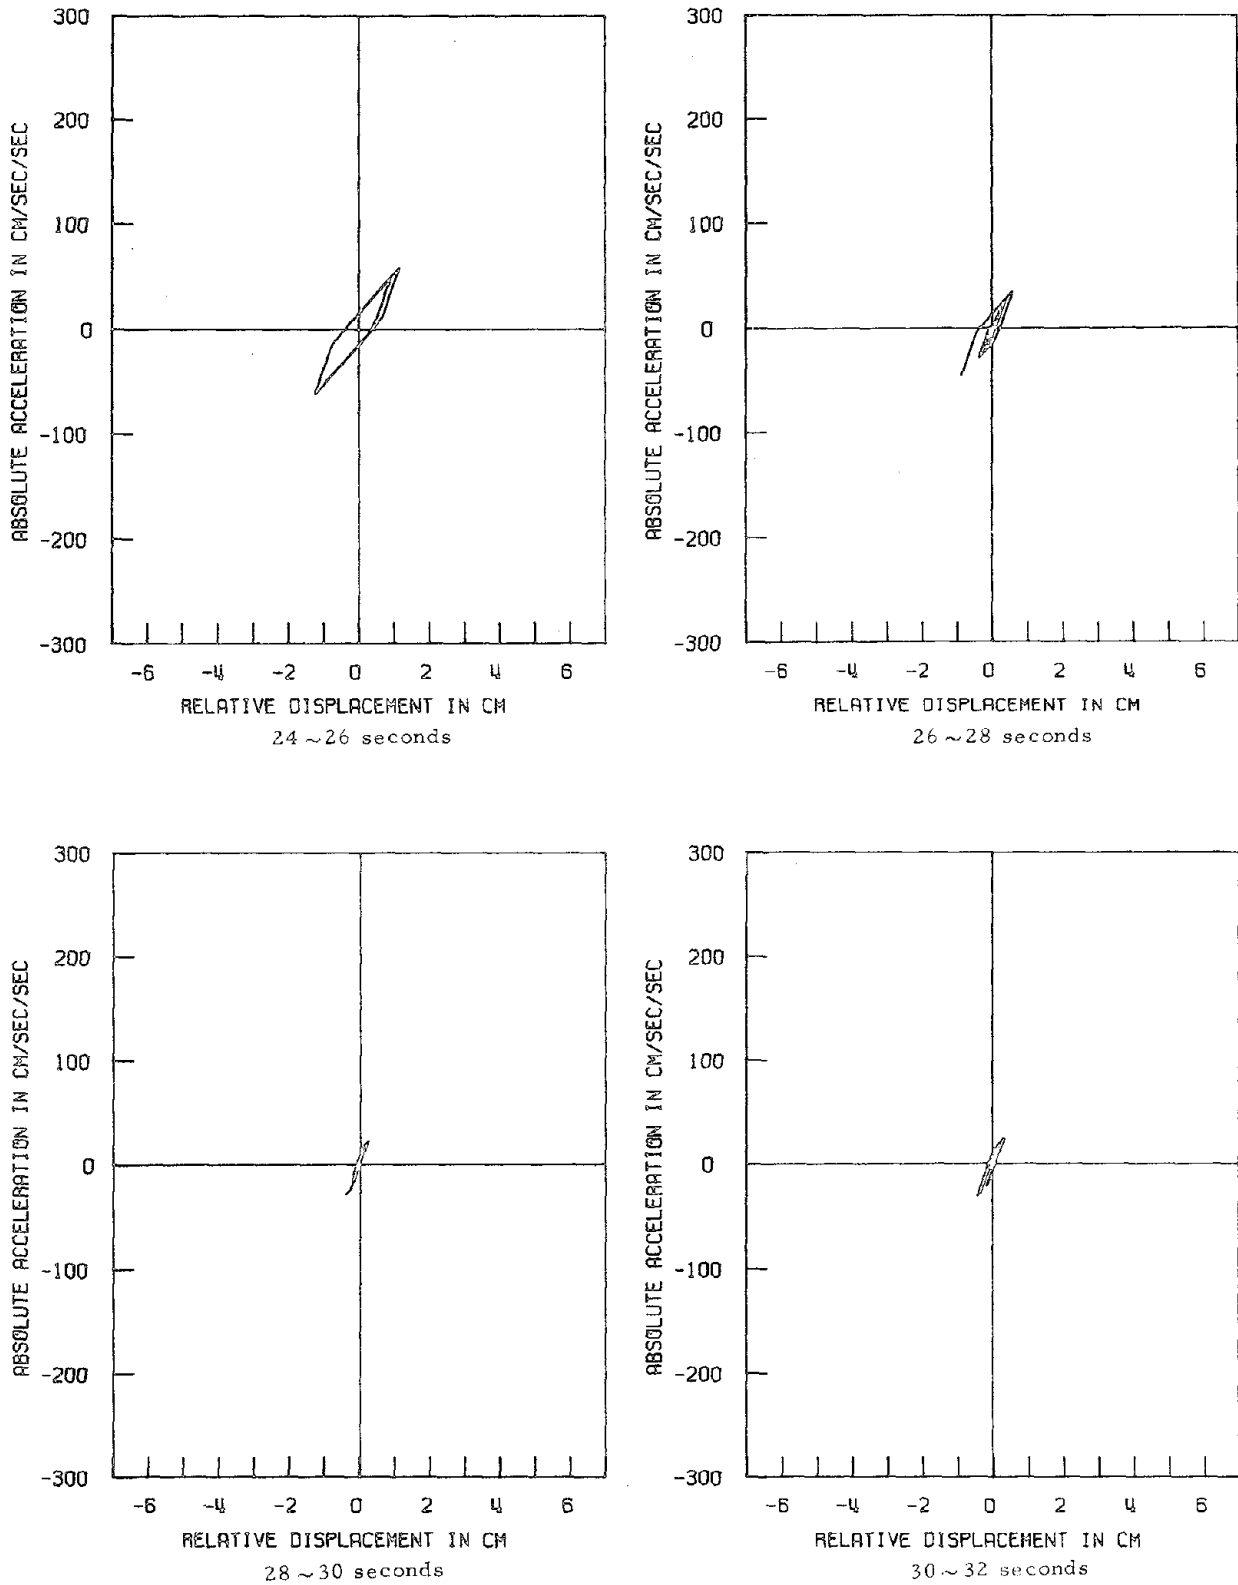 300
200
100
0
-100
-200
-300
ABSOLUTE ACCELERATION IN CM/SEC/SEC
-6 -4 -2 0 2 4 6
RELATIVE DISPLACEMENT IN CM
24 ~ 26 seconds
300
200
100
0
-100
-200
-300
ABSOLUTE ACCELERATION IN CM/SEC/SEC
-6 -4 -2 0 2 4 6
RELATIVE DISPLACEMENT IN CM
26 ~ 28 seconds
300
200
100
0
-100
-200
-300
ABSOLUTE ACCELERATION IN CM/SEC/SEC
-6 -4 -2 0 2 4 6
RELATIVE DISPLACEMENT IN CM
28 ~ 30 seconds
300
200
100
0
-100
-200
-300
ABSOLUTE ACCELERATION IN CM/SEC/SEC
-6 -4 -2 0 2 4 6
RELATIVE DISPLACEMENT IN CM
30 ~ 32 seconds